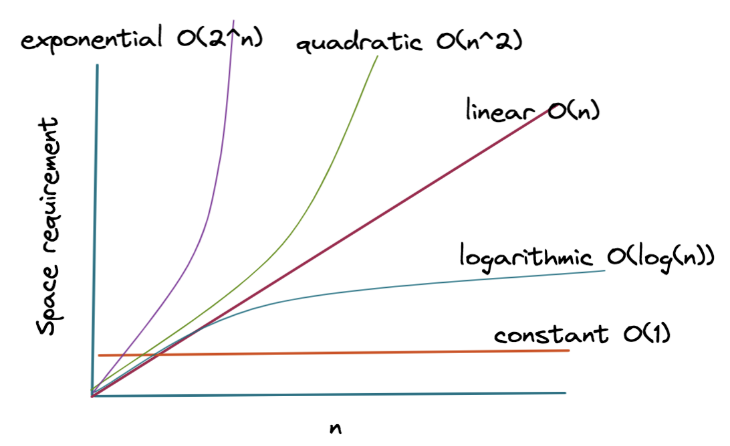 exponential O(2^n)
quadratic O(n^2)
linear O(n)
logarithmic O(log(n))
constant O(1)
Space requirement
n